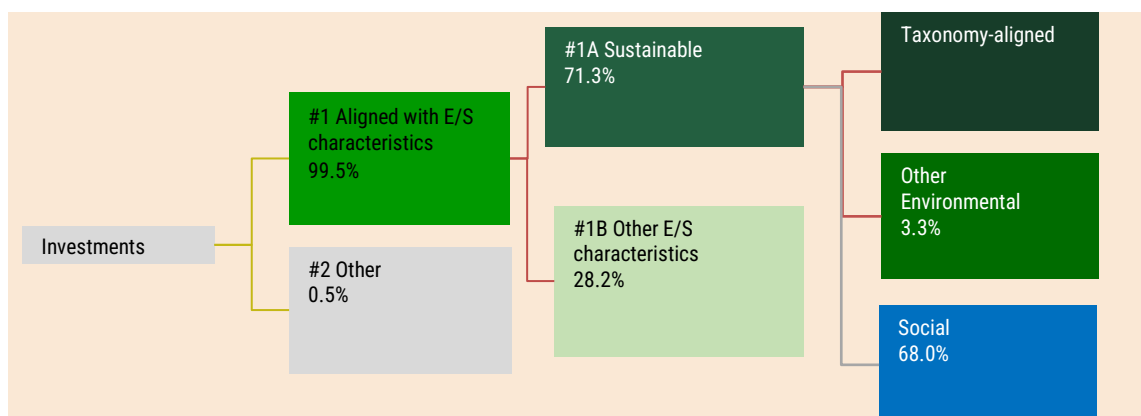 Investments
#1 Aligned with E/S
characteristics
99.5%
#2 Other
0.5%
#1A Sustainable
71.3%
#1B Other E/S
characteristics
28.2%
Taxonomy-aligned
Other
Environmental
3.3%
Social
68.0%